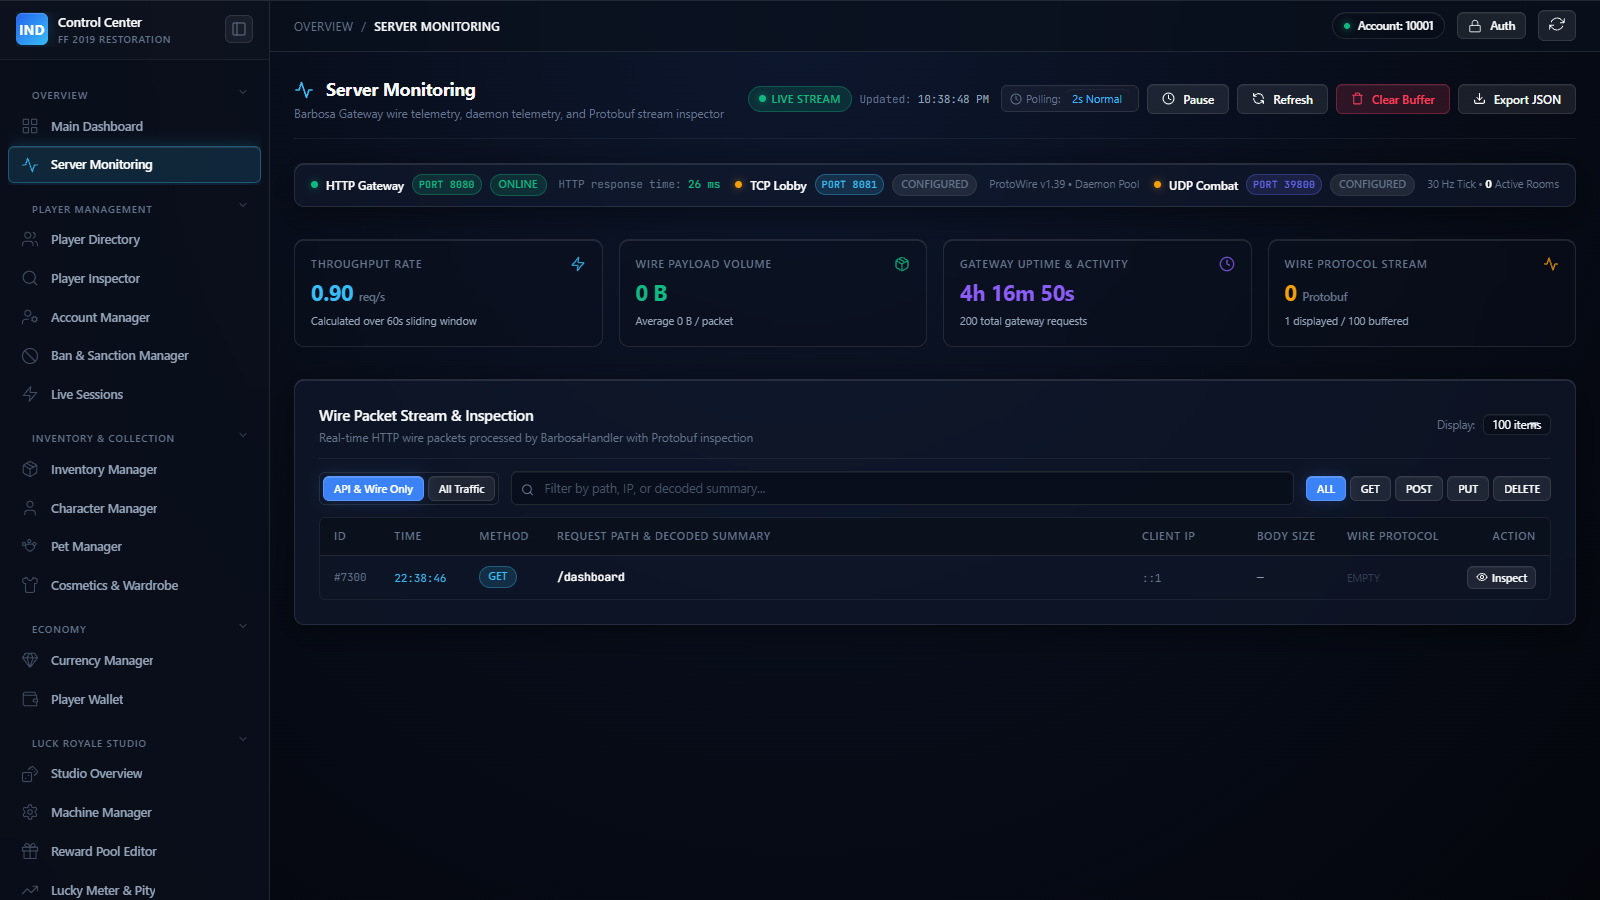 IND
Control Center
FF 2019 RESTORATION
OVERVIEW
Main Dashboard
Server Monitoring
PLAYER MANAGEMENT
Player Directory
Player Inspector
Account Manager
Ban & Sanction Manager
Live Sessions
INVENTORY & COLLECTION
Inventory Manager
Character Manager
Pet Manager
Cosmetics & Wardrobe
ECONOMY
Currency Manager
Player Wallet
LUCK ROYALE STUDIO
Studio Overview
Machine Manager
Reward Pool Editor
Lucky Meter & Pity
OVERVIEW / SERVER MONITORING
Account: 10001
Auth
Server Monitoring
Barbosa Gateway wire telemetry, daemon telemetry, and Protobuf stream inspector
LIVE STREAM
Updated: 10:38:48 PM
Polling: 2s Normal
Pause
Refresh
Clear Buffer
Export JSON
HTTP Gateway PORT 8080 ONLINE HTTP response time: 26 ms TCP Lobby PORT 8081 CONFIGURED ProtoWire v1.39 • Daemon Pool UDP Combat PORT 39800 CONFIGURED 30 Hz Tick • 0 Active Rooms
THROUGHPUT RATE
0.90 req/s
Calculated over 60s sliding window
WIRE PAYLOAD VOLUME
0 B
Average 0 B / packet
GATEWAY UPTIME & ACTIVITY
4h 16m 50s
200 total gateway requests
WIRE PROTOCOL STREAM
0 Protobuf
1 displayed / 100 buffered
Wire Packet Stream & Inspection
Real-time HTTP wire packets processed by BarbosaHandler with Protobuf inspection
Display: 100 items
API & Wire Only All Traffic Filter by path, IP, or decoded summary... ALL GET POST PUT DELETE
ID TIME METHOD REQUEST PATH & DECODED SUMMARY CLIENT IP BODY SIZE WIRE PROTOCOL ACTION
#7300 22:38:46 GET /dashboard ::1 — EMPTY Inspect